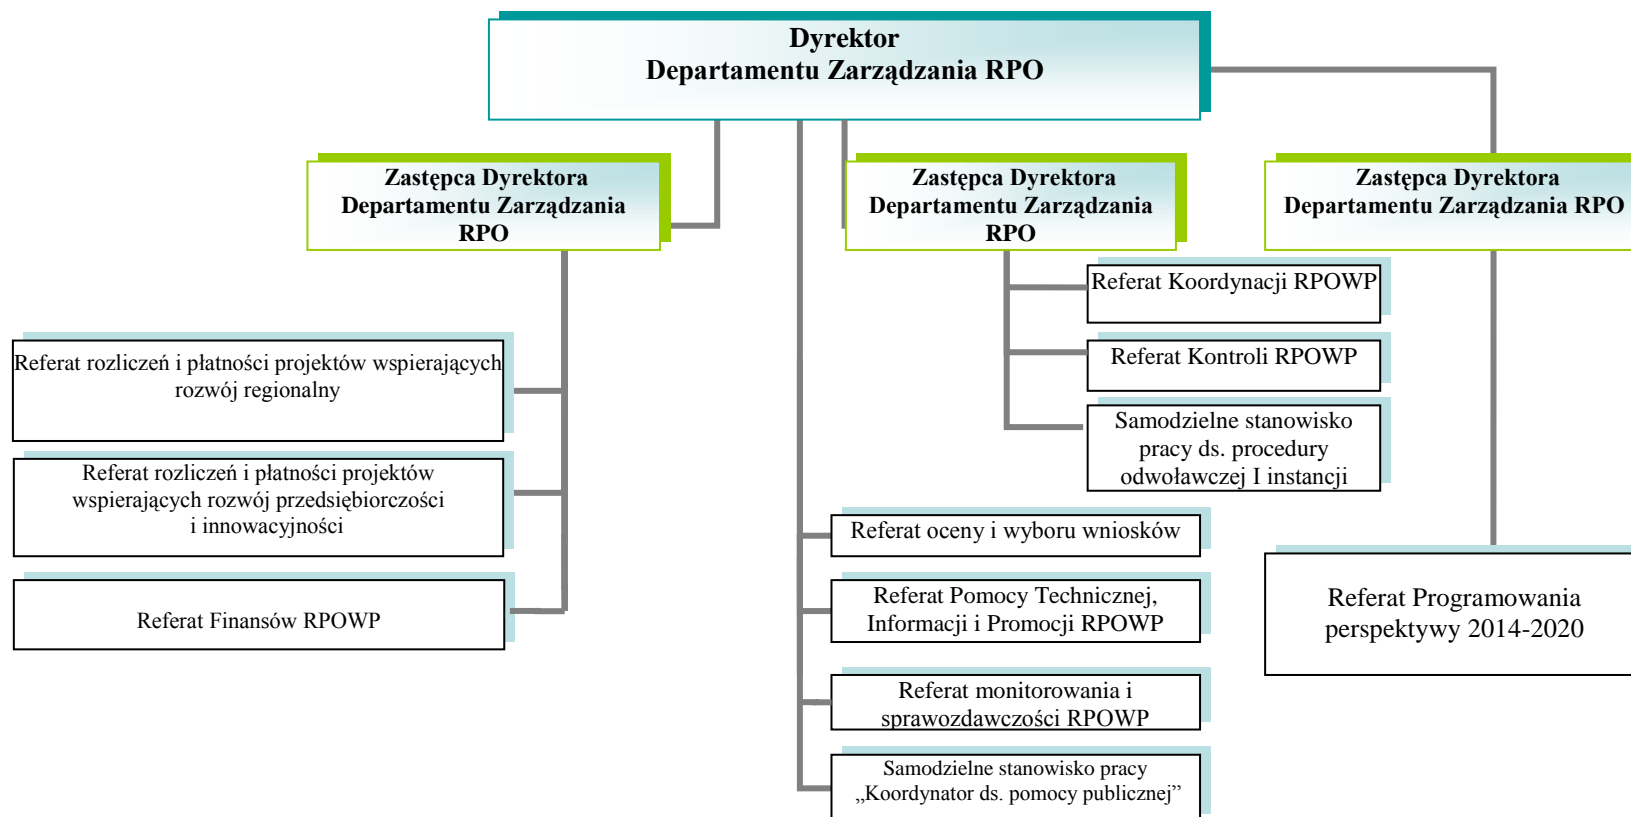 Dyrektor
Departamentu Zarządzania RPO
Zastępca Dyrektora
Departamentu Zarządzania
RPO
Zastępca Dyrektora
Departamentu Zarządzania
RPO
Zastępca Dyrektora
Departamentu Zarządzania RPO
Referat rozliczeń i płatności projektów wspierających
rozwój regionalny
Referat rozliczeń i płatności projektów
wspierających rozwój przedsiębiorczości
i innowacyjności
Referat Finansów RPOWP
Referat Koordynacji RPOWP
Referat Kontroli RPOWP
Samodzielne stanowisko
pracy ds. procedury
odwoławczej I instancji
Referat oceny i wyboru wniosków
Referat Pomocy Technicznej,
Informacji i Promocji RPOWP
Referat monitorowania i
sprawozdawczości RPOWP
Samodzielne stanowisko pracy
„Koordynator ds. pomocy publicznej”
Referat Programowania
perspektywy 2014-2020